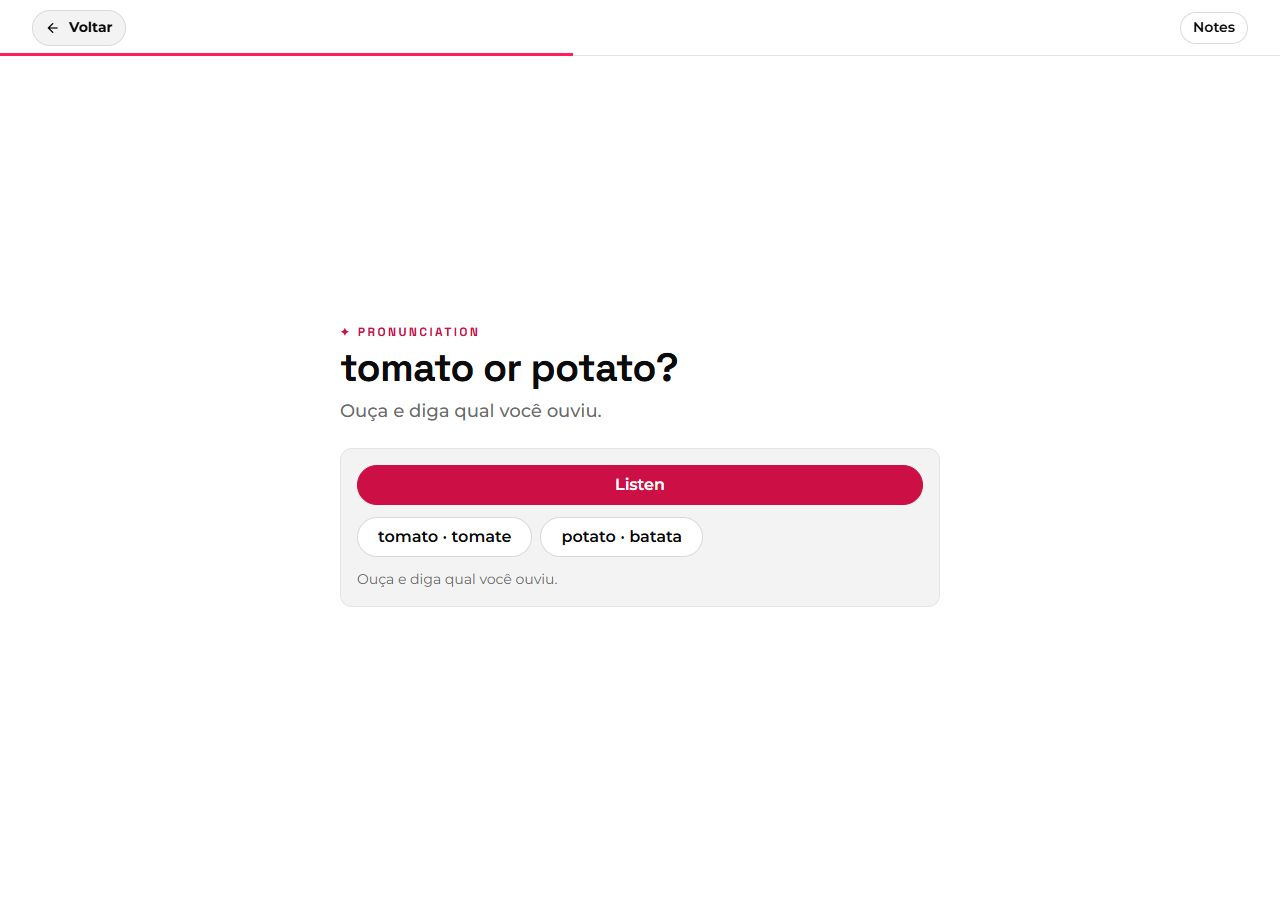 Voltar
Notes
✦ PRONUNCIATION
tomato or potato?
Ouça e diga qual você ouviu.
Listen
tomato · tomate
potato · batata
Ouça e diga qual você ouviu.